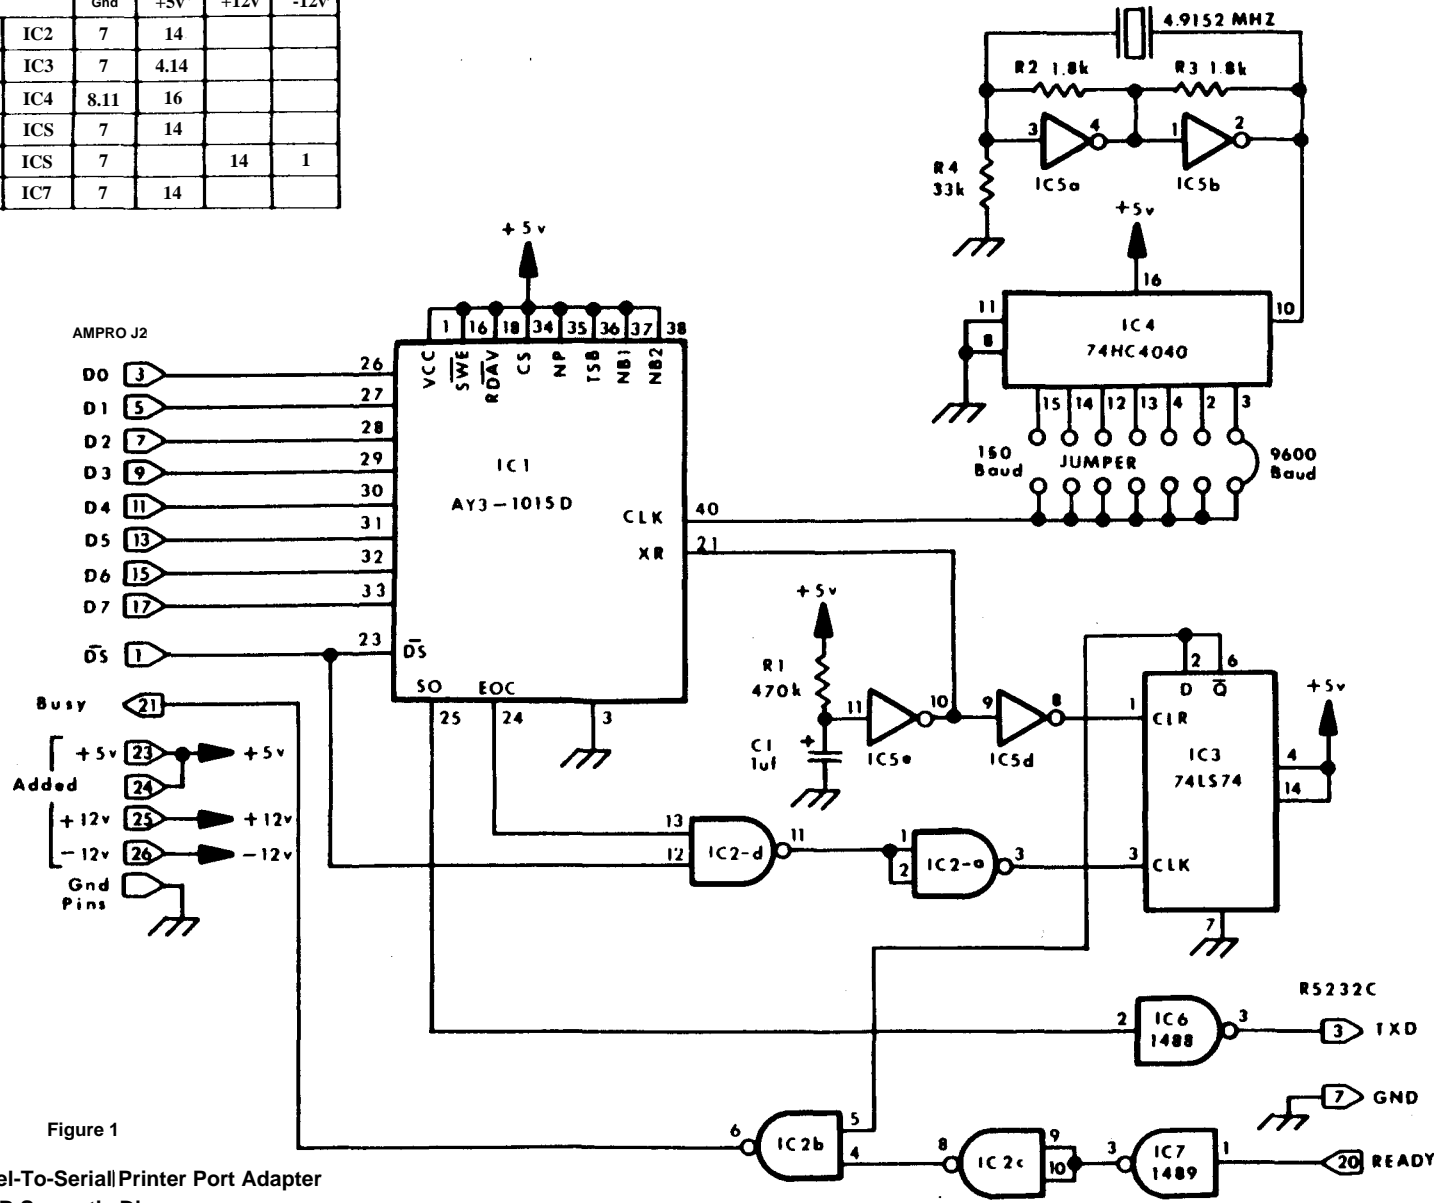 Gnd +5v +12v -12v
IC2 7 14
IC3 7 4.14
IC4 8.11 16
ICS 7 14
ICS 7 14 1
IC7 7 14
4.9152 MHZ
R2 1.8k
R3 1.8k
3
4
1
2
IC5a
IC5b
R4
33k
+5v
16
11
8
10
IC4
74HC4040
15 14 12 13 4 2 3
150
Baud
JUMPER
9600
Baud
+5v
1 16 18 34 35 36 37 38
VCC SWE RDAV CS NP TSB NB1 NB2
AMPRO J2
D0 3 26
D1 5 27
D2 7 28
D3 9 29
D4 11 30
D5 13 31
D6 15 32
D7 17 33
DS 1 23 DS
IC1
AY3-1015D
CLK 40
XR 21
SO EOC
25 24 3
Busy 21
Added
+5v 23 +5v
24
+12v 25 +12v
-12v 26 -12v
Gnd
Pins
+5v
R1
470k
C1 +
1uf
11
10
IC5e
9
8
IC5d
2 6
D Q
1 CLR
IC3
74LS74
4
14
+5v
3 CLK
7
13
12
IC2-d
11
1
2
IC2-a
3
R5232C
2
IC6
1488
3
3 TXD
7 GND
6
IC2b
5
4
8
IC2c
9
10
3
IC7
1489
1
20 READY
Figure 1
el-To-Serial Printer Port Adapter